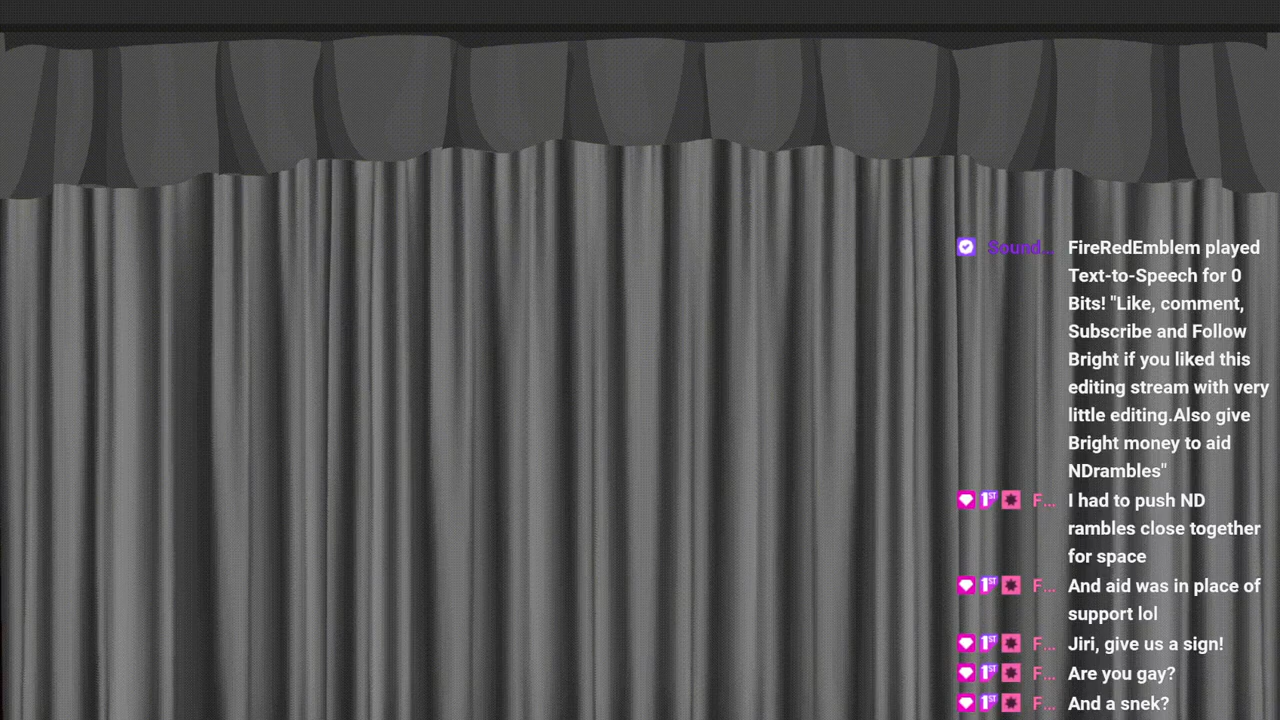 Sound... FireRedEmblem played
Text-to-Speech for 0
Bits! "Like, comment,
Subscribe and Follow
Bright if you liked this
editing stream with very
little editing.Also give
Bright money to aid
NDrambles"
1ST F... I had to push ND
rambles close together
for space
1ST F... And aid was in place of
support lol
1ST F... Jiri, give us a sign!
1ST F... Are you gay?
1ST F... And a snek?